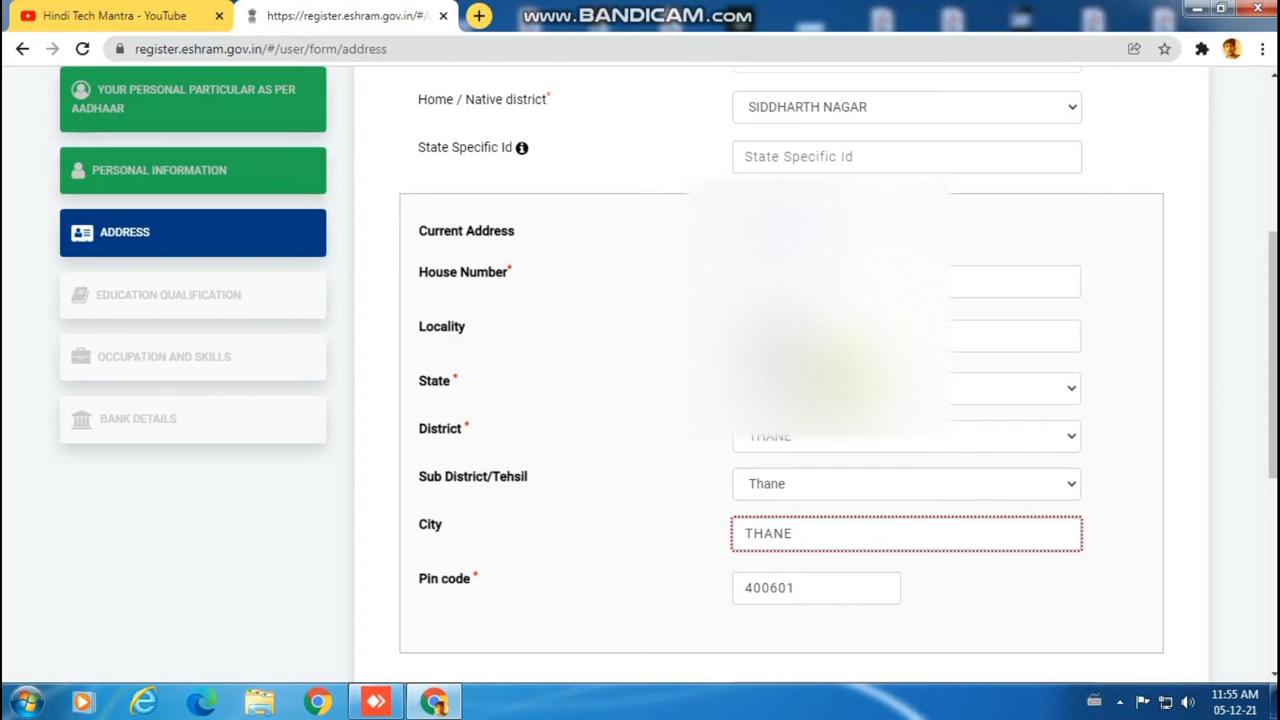 Hindi Tech Mantra - YouTube
https://register.eshram.gov.in/#/u
www.BANDICAM.com
register.eshram.gov.in/#/user/form/address
YOUR PERSONAL PARTICULAR AS PER
AADHAAR
PERSONAL INFORMATION
ADDRESS
EDUCATION QUALIFICATION
OCCUPATION AND SKILLS
BANK DETAILS
Home / Native district*
SIDDHARTH NAGAR
State Specific Id
State Specific Id
Current Address
House Number*
Locality
State *
District *
THANE
Sub District/Tehsil
Thane
City
THANE
Pin code *
400601
11:55 AM
05-12-21